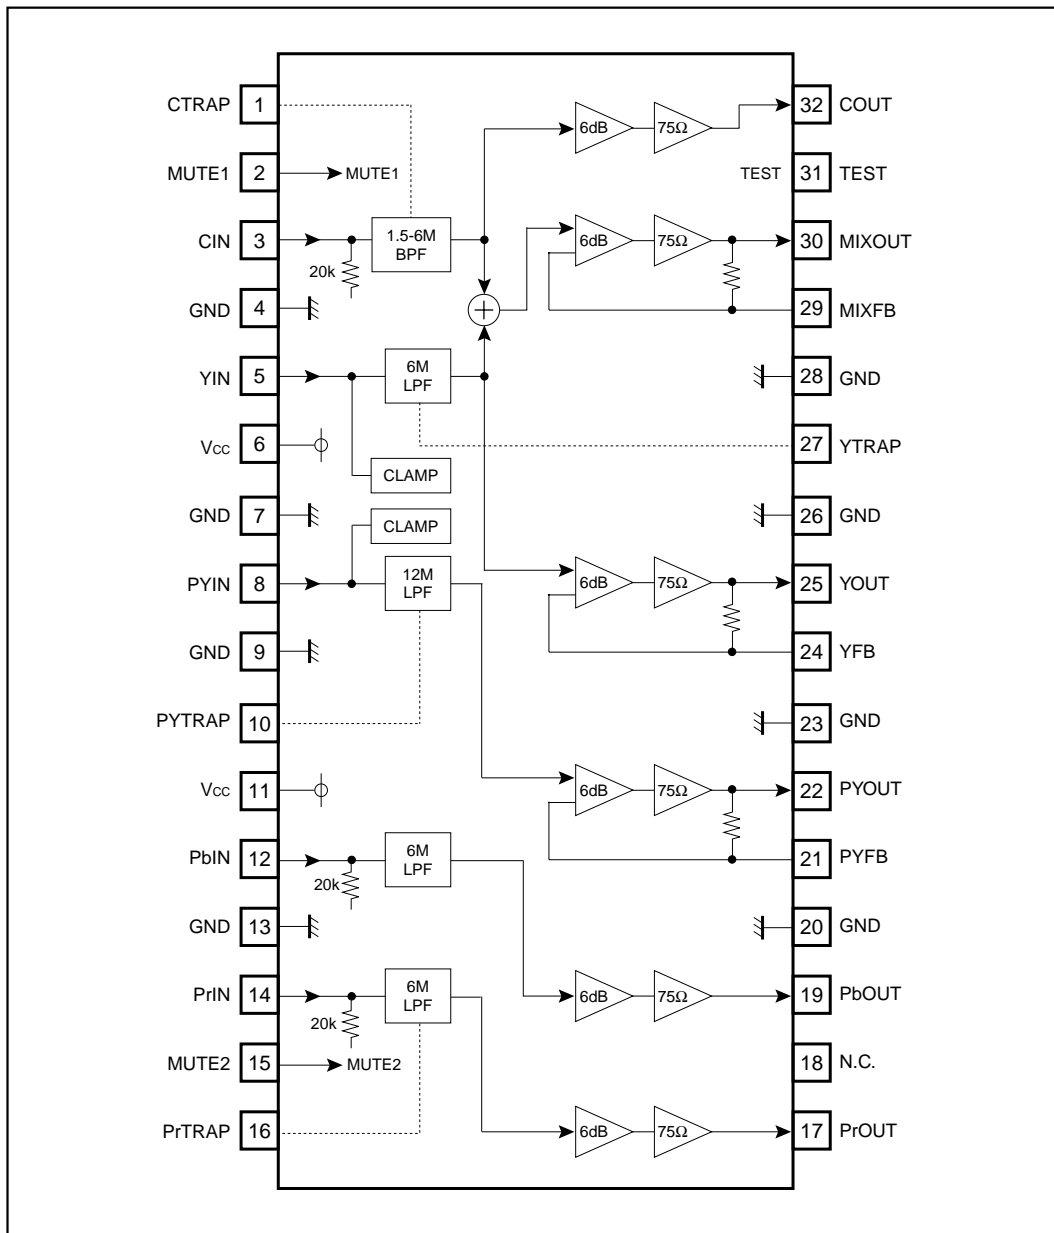 CTRAP 1
6dB 75Ω
32 COUT
MUTE1 2 MUTE1
TEST 31 TEST
CIN 3
1.5-6M
BPF
20k
6dB 75Ω
30 MIXOUT
GND 4
29 MIXFB
YIN 5
6M
LPF
28 GND
Vcc 6
27 YTRAP
CLAMP
GND 7
26 GND
CLAMP
PYIN 8
12M
LPF
6dB 75Ω
25 YOUT
GND 9
24 YFB
PYTRAP 10
23 GND
Vcc 11
6dB 75Ω
22 PYOUT
PbIN 12
20k
6M
LPF
21 PYFB
GND 13
20 GND
PrIN 14
20k
6M
LPF
6dB 75Ω
19 PbOUT
MUTE2 15 MUTE2
18 N.C.
PrTRAP 16
6dB 75Ω
17 PrOUT